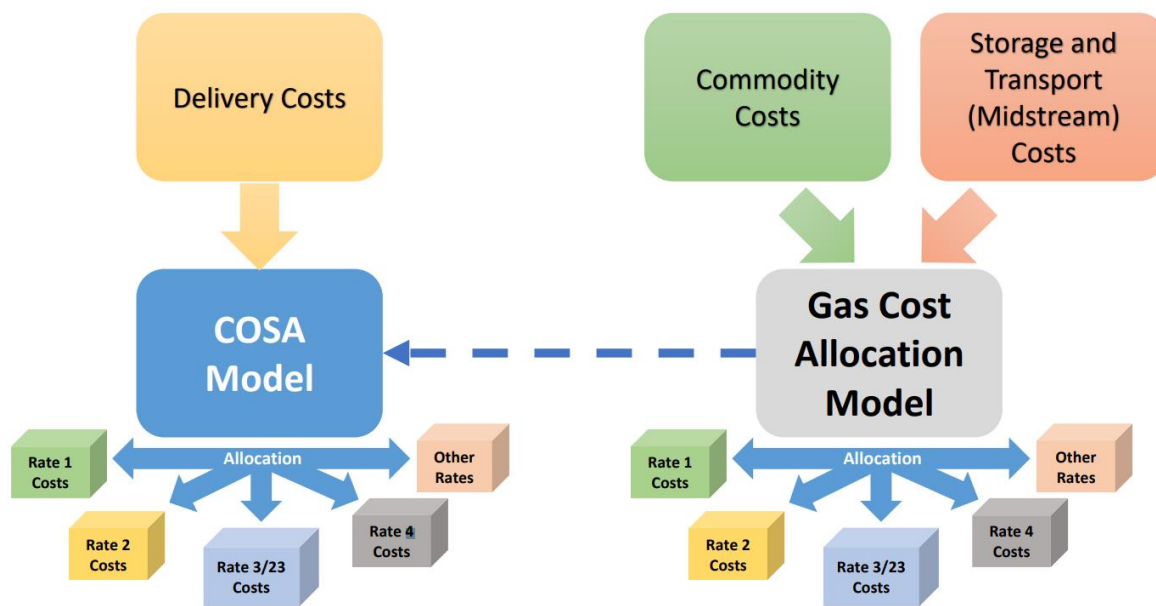 Delivery Costs
Commodity
Costs
Storage and
Transport
(Midstream)
Costs
COSA
Model
Gas Cost
Allocation
Model
Allocation
Rate 1
Costs
Rate 2
Costs
Rate 3/23
Costs
Rate 4
Costs
Other
Rates
Allocation
Rate 1
Costs
Rate 2
Costs
Rate 3/23
Costs
Rate 4
Costs
Other
Rates